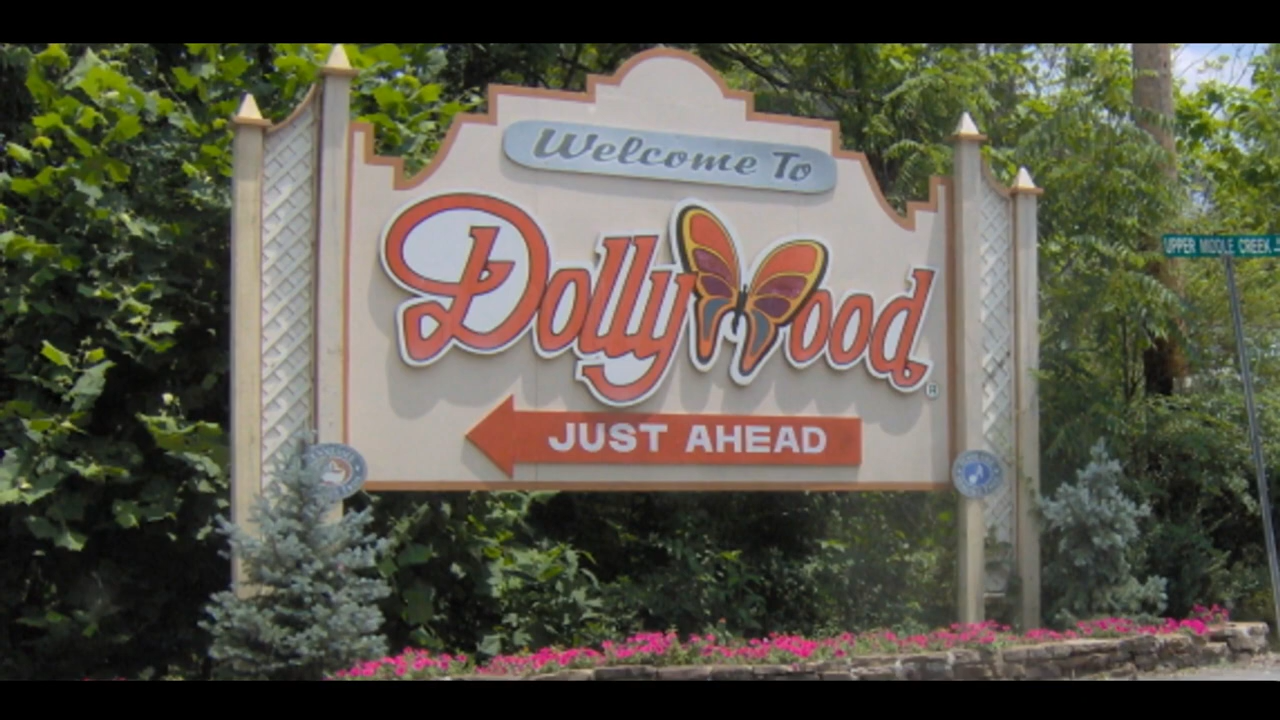 Welcome To
DollyWood
®
JUST AHEAD
UPPER MIDDLE CREEK